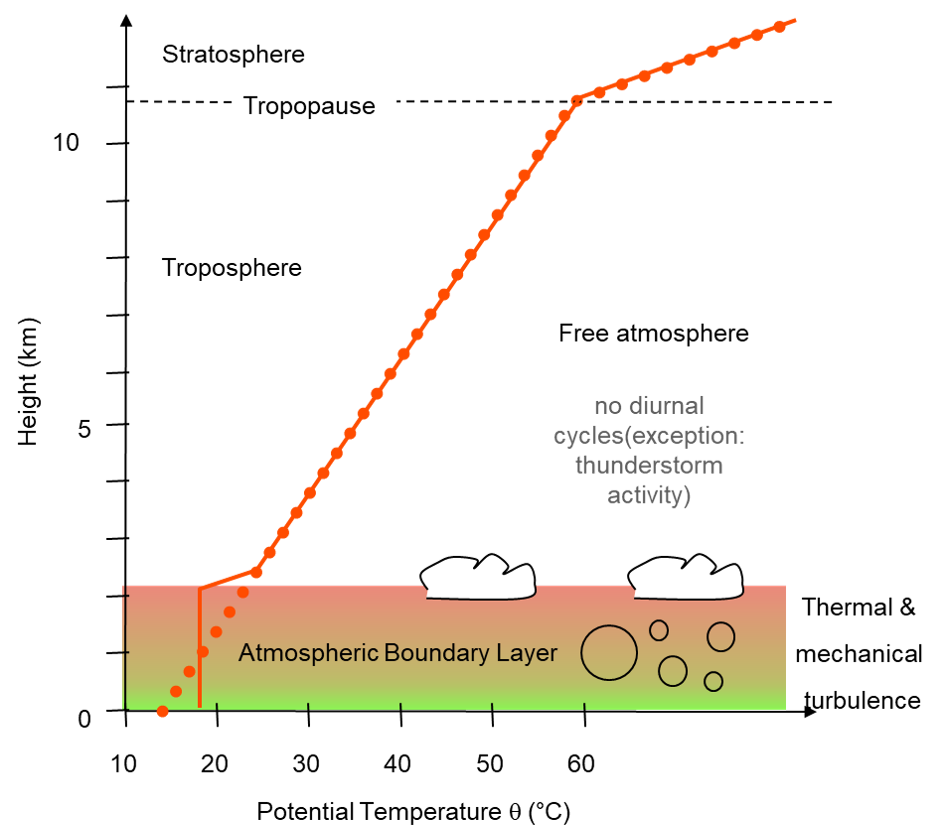 Stratosphere
Tropopause
10
Troposphere
Height (km)
Free atmosphere
no diurnal
cycles(exception:
thunderstorm
activity)
5
Thermal &
mechanical
turbulence
Atmospheric Boundary Layer
0
10 20 30 40 50 60
Potential Temperature θ (°C)